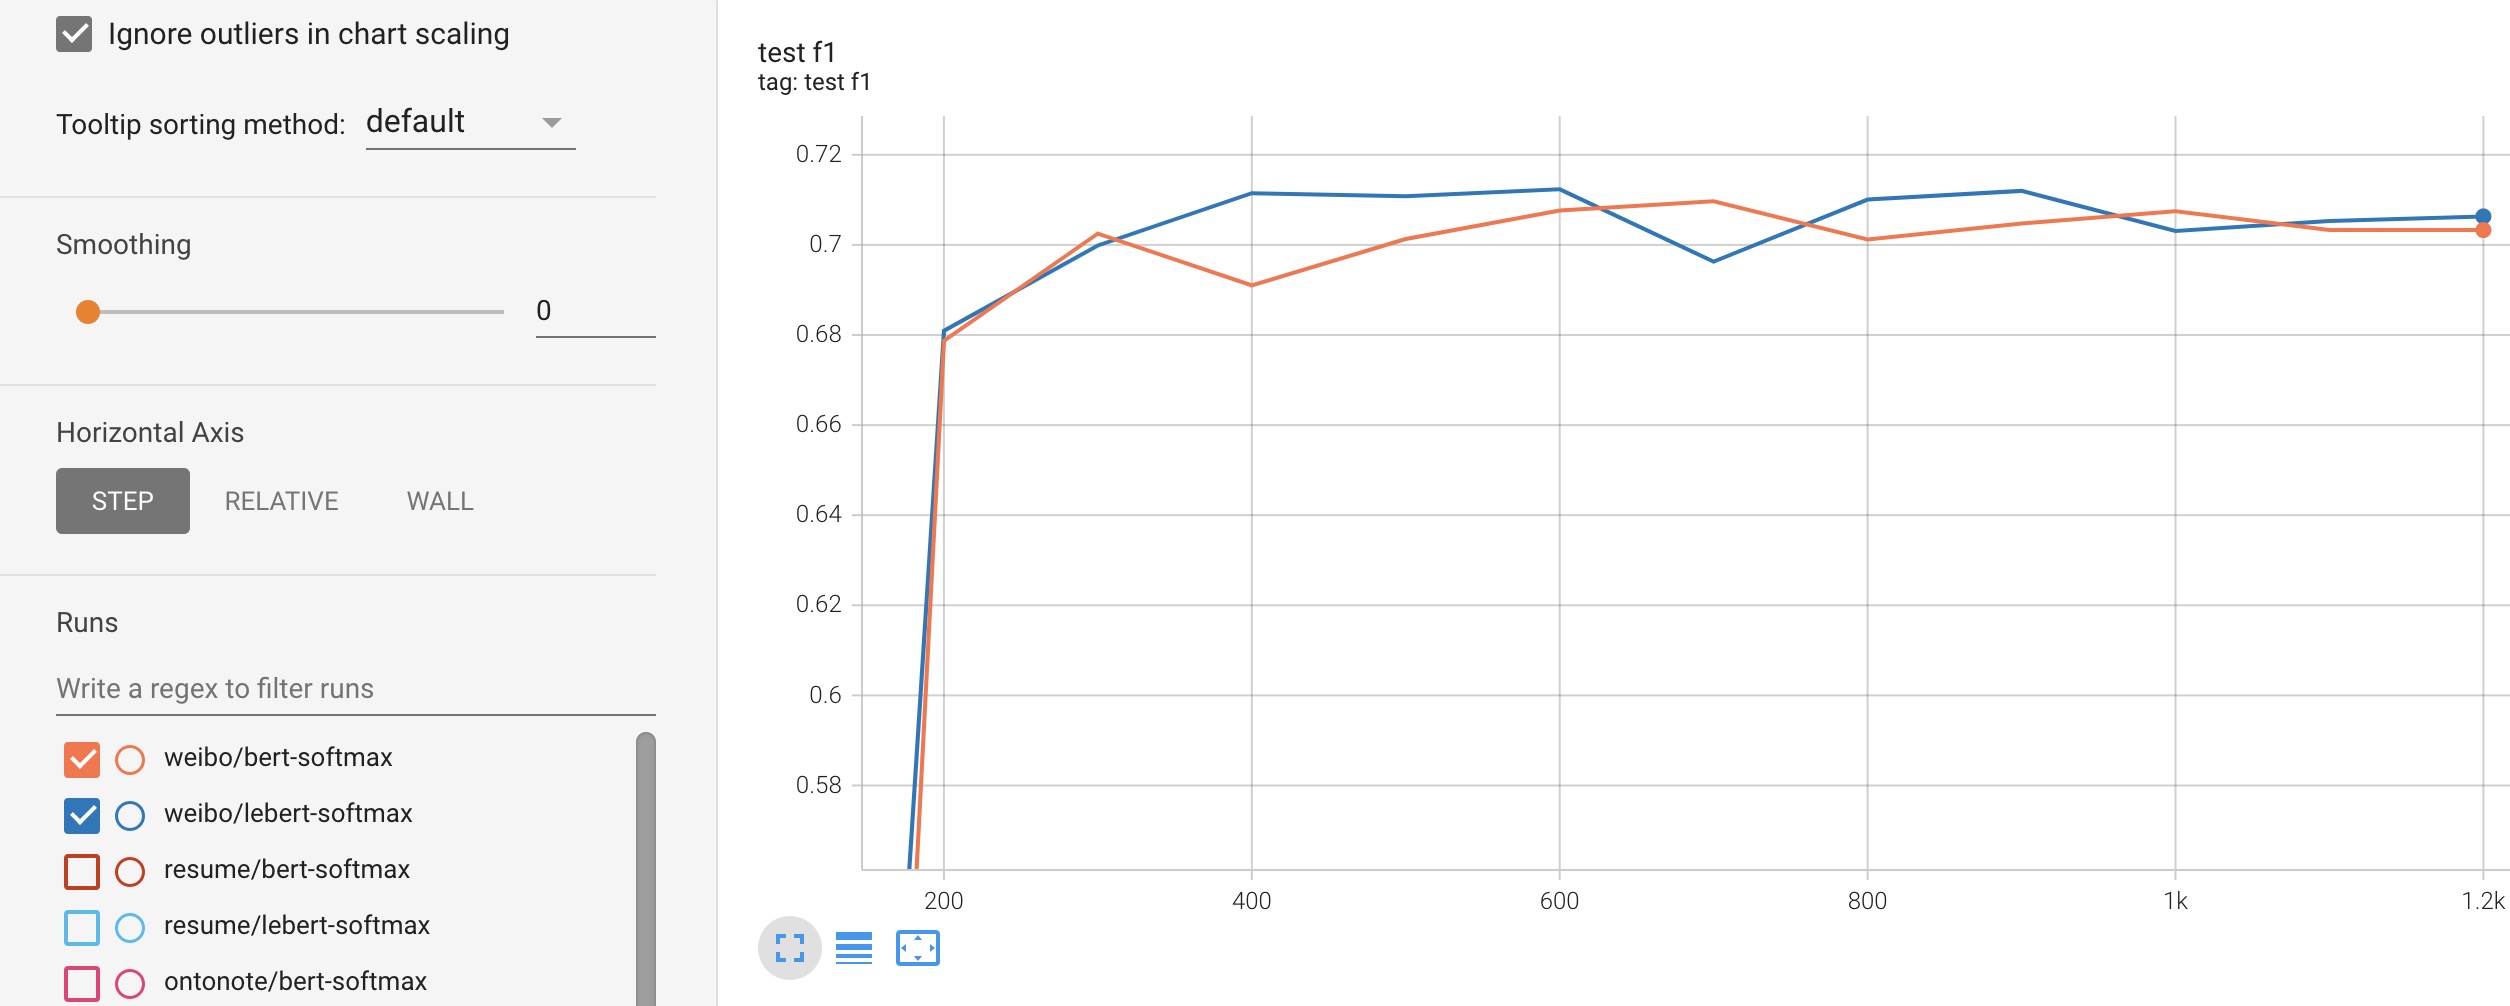 Ignore outliers in chart scaling
Tooltip sorting method: default
Smoothing
0
Horizontal Axis
STEP RELATIVE WALL
Runs
Write a regex to filter runs
weibo/bert-softmax
weibo/lebert-softmax
resume/bert-softmax
resume/lebert-softmax
ontonote/bert-softmax
test f1
tag: test f1
0.72
0.7
0.68
0.66
0.64
0.62
0.6
0.58
200 400 600 800 1k 1.2k